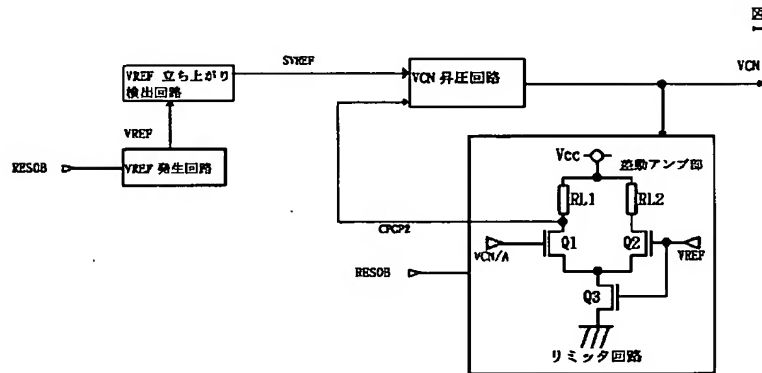 図
SVREF
VREF 立ち上がり
検出回路
VCN 昇圧回路
VCN
VREF
RESOB
VREF 発生回路
Vcc
差動アンプ部
RL1
RL2
CPCP2
Q1
Q2
VCN/A
VREF
RESOB
Q3
リミッタ回路